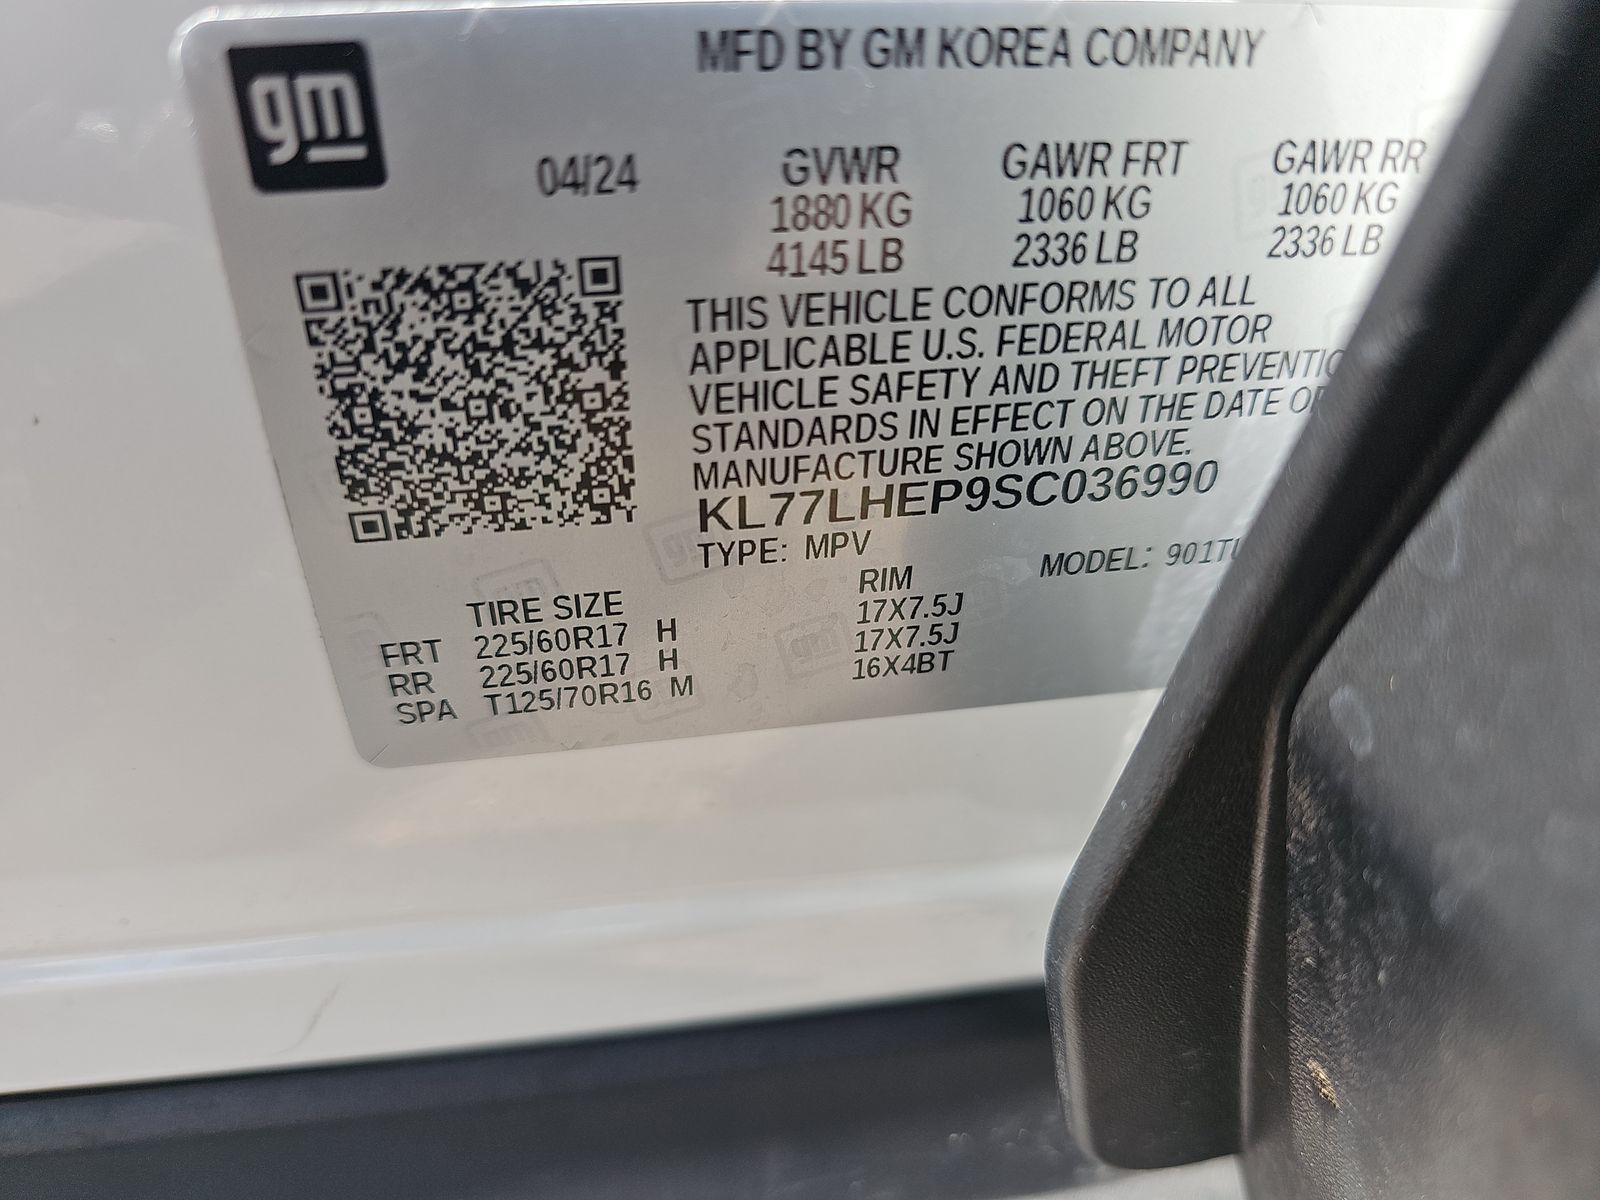 gm
MFD BY GM KOREA COMPANY
04/24
GVWR GAWR FRT GAWR RR
1880 KG 1060 KG 1060 KG
4145 LB 2336 LB 2336 LB
THIS VEHICLE CONFORMS TO ALL
APPLICABLE U.S. FEDERAL MOTOR
VEHICLE SAFETY AND THEFT PREVENTIO
STANDARDS IN EFFECT ON THE DATE OF
MANUFACTURE SHOWN ABOVE.
KL77LHEP9SC036990
TYPE: MPV MODEL: 901TU
TIRE SIZE RIM
FRT 225/60R17 H 17X7.5J
RR 225/60R17 H 17X7.5J
SPA T125/70R16 M 16X4BT